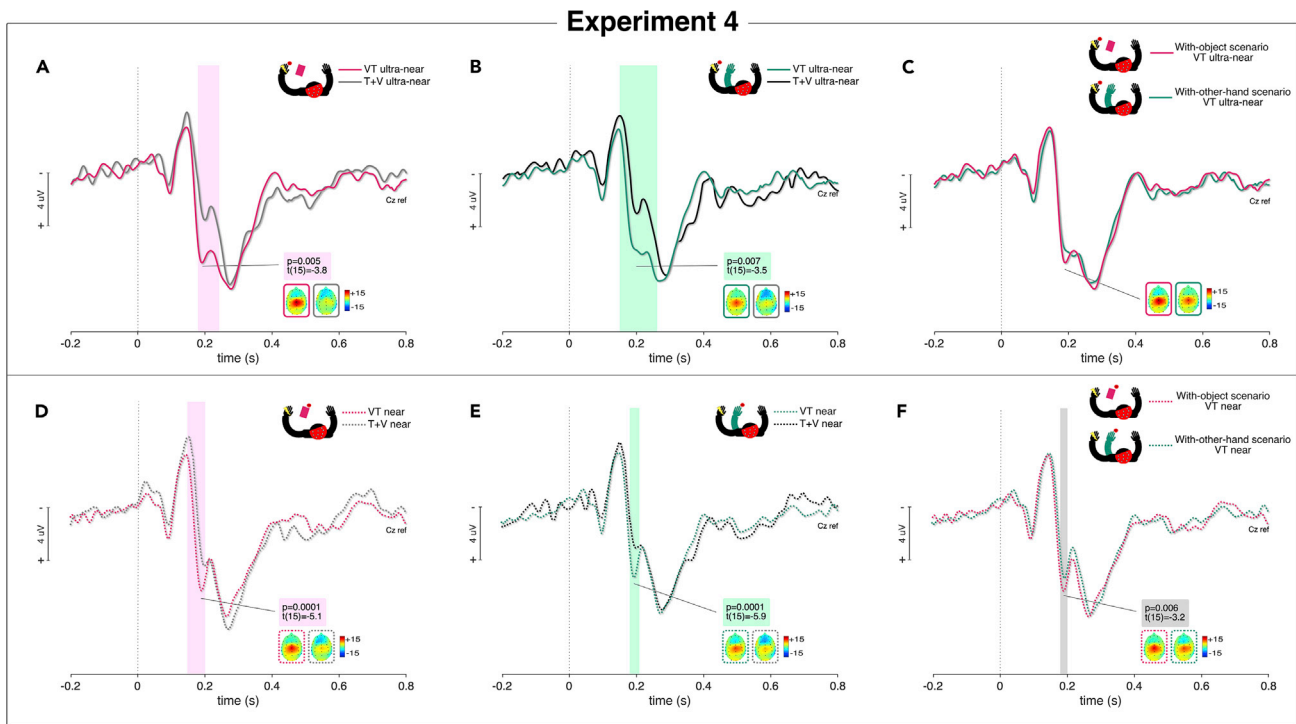 Experiment 4
A
VT ultra-near
T+V ultra-near
-
4 uV
+
Cz ref
p=0.005
t(15)=-3.8
+15
-15
-0.2 0 0.2 0.4 0.6 0.8
time (s)
B
VT ultra-near
T+V ultra-near
-
4 uV
+
Cz ref
p=0.007
t(15)=-3.5
+15
-15
-0.2 0 0.2 0.4 0.6 0.8
time (s)
C
With-object scenario
VT ultra-near
With-other-hand scenario
VT ultra-near
-
4 uV
+
Cz ref
+15
-15
-0.2 0 0.2 0.4 0.6 0.8
time (s)
D
VT near
T+V near
-
4 uV
+
Cz ref
p=0.0001
t(15)=-5.1
+15
-15
-0.2 0 0.2 0.4 0.6 0.8
time (s)
E
VT near
T+V near
-
4 uV
+
Cz ref
p=0.0001
t(15)=-5.9
+15
-15
-0.2 0 0.2 0.4 0.6 0.8
time (s)
F
With-object scenario
VT near
With-other-hand scenario
VT near
-
4 uV
+
Cz ref
p=0.006
t(15)=-3.2
+15
-15
-0.2 0 0.2 0.4 0.6 0.8
time (s)